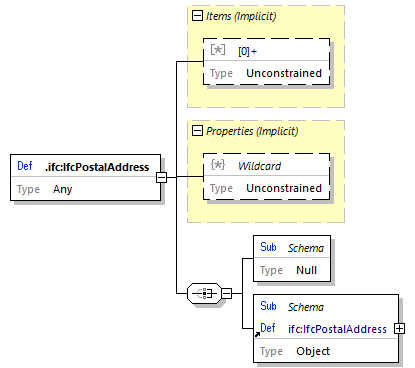 Items (Implicit)
[*] [0]+
Type Unconstrained
Properties (Implicit)
{*} Wildcard
Type Unconstrained
Def .ifc:IfcPostalAddress
Type Any
Sub Schema
Type Null
Sub Schema
Def ifc:IfcPostalAddress
Type Object